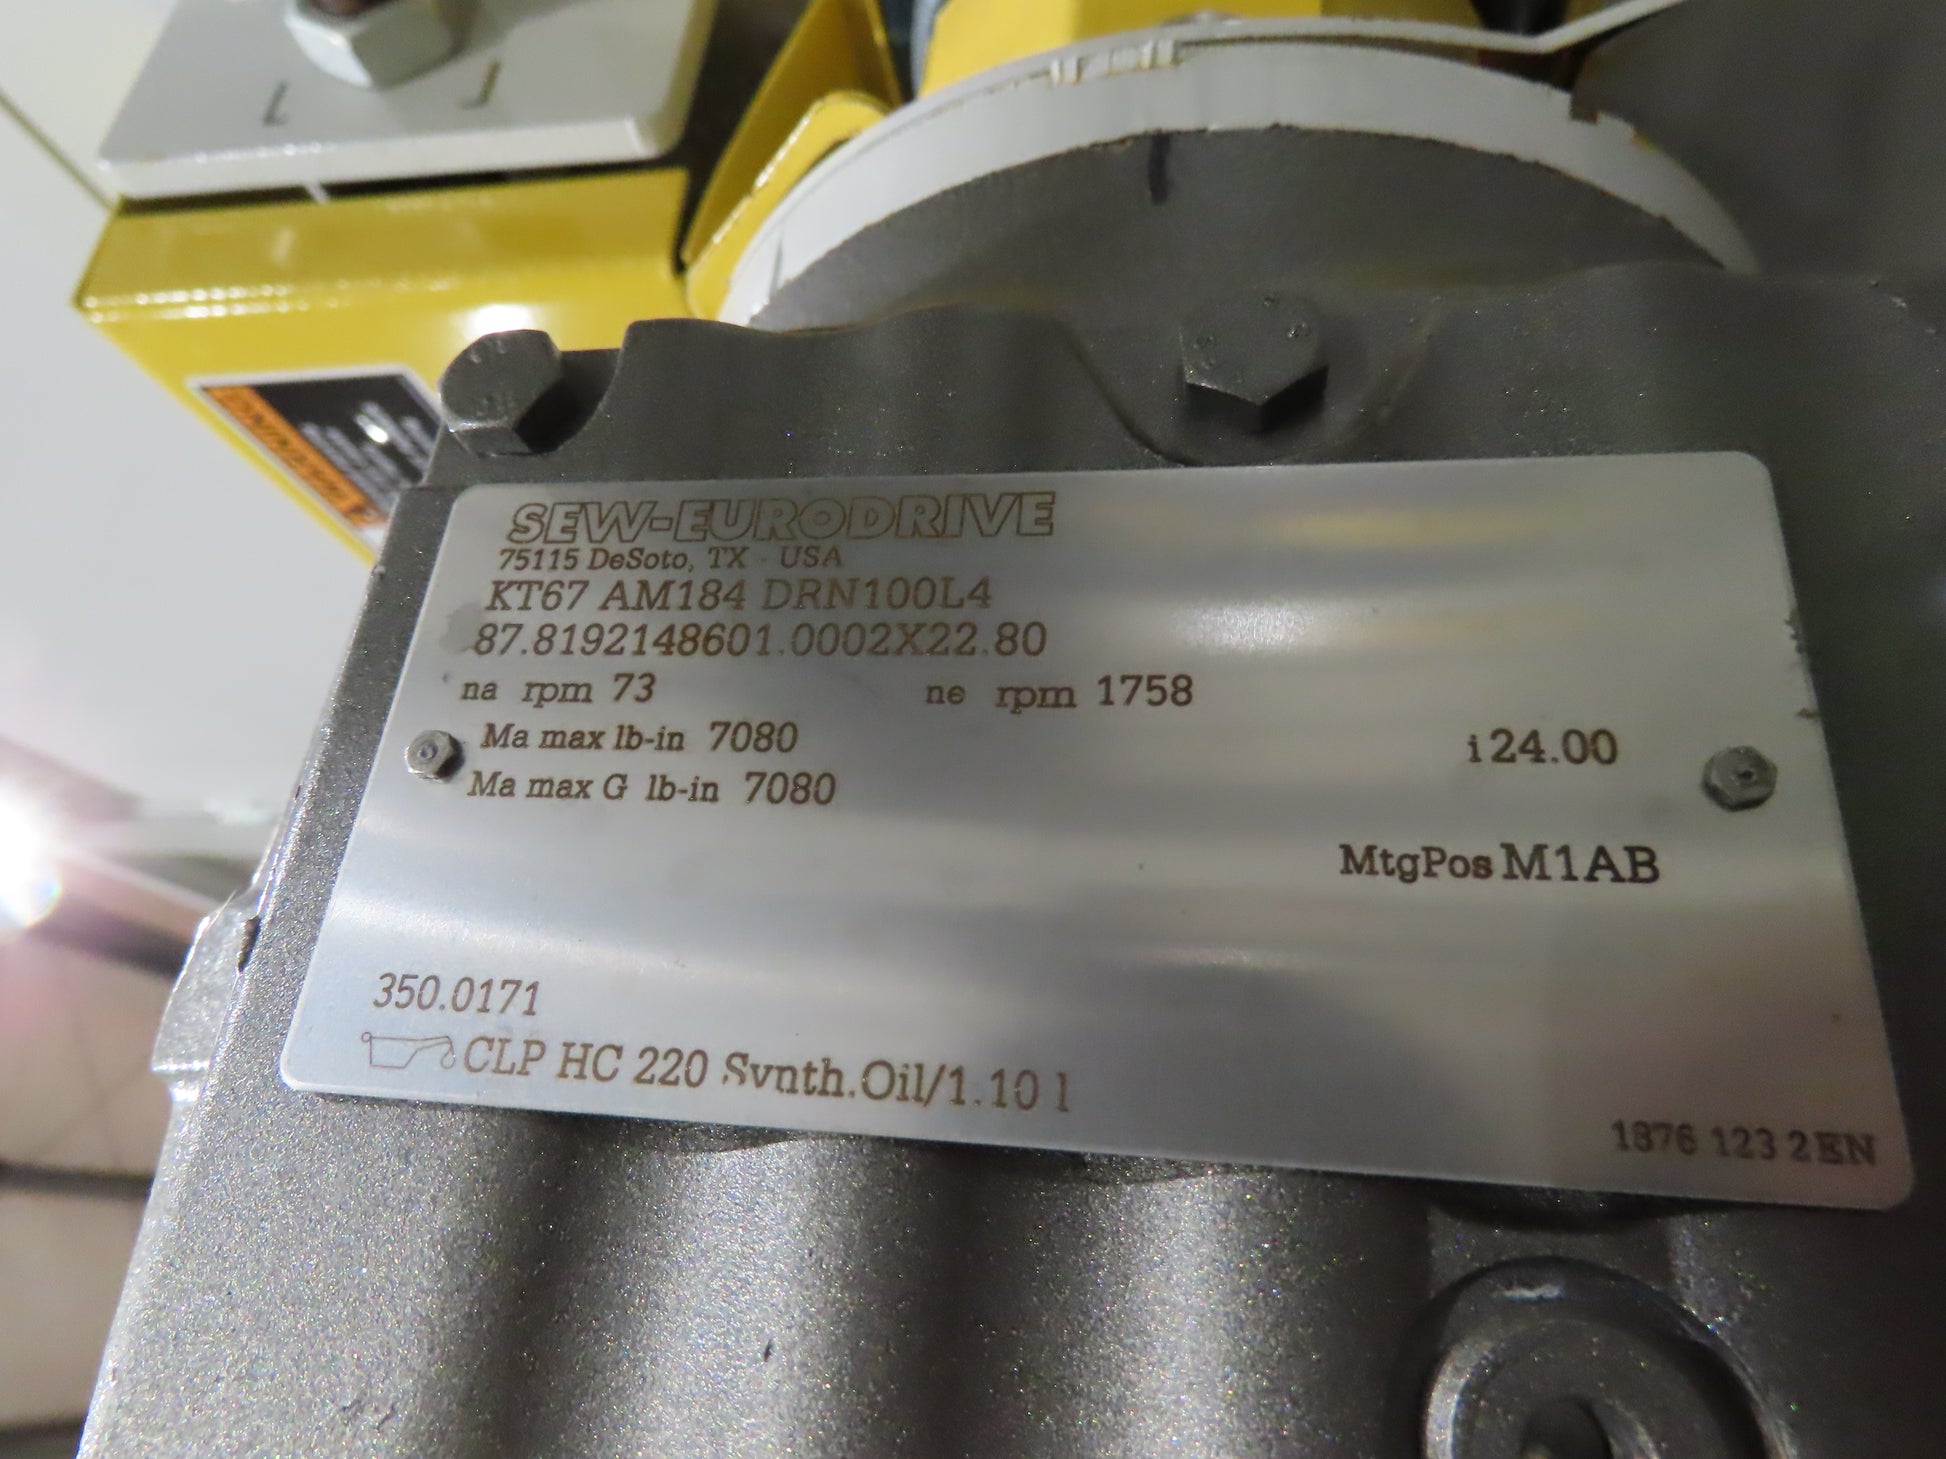 SEW-EURODRIVE
75115 DeSoto, TX - USA
KT67 AM184 DRN100L4
87.8192148601.0002X22.80
na rpm 73 ne rpm 1758
Ma max lb-in 7080 i 24.00
Ma max G lb-in 7080
MtgPos M1AB
350.0171
CLP HC 220 Synth.Oil/1.10 l
1876 123 2EN